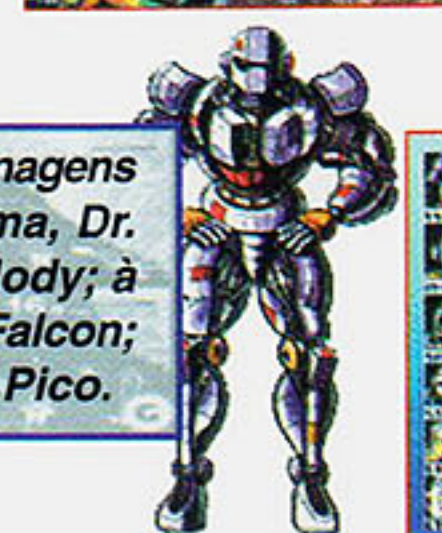 nagens
ma, Dr.
lody; à
Falcon;
Pico.